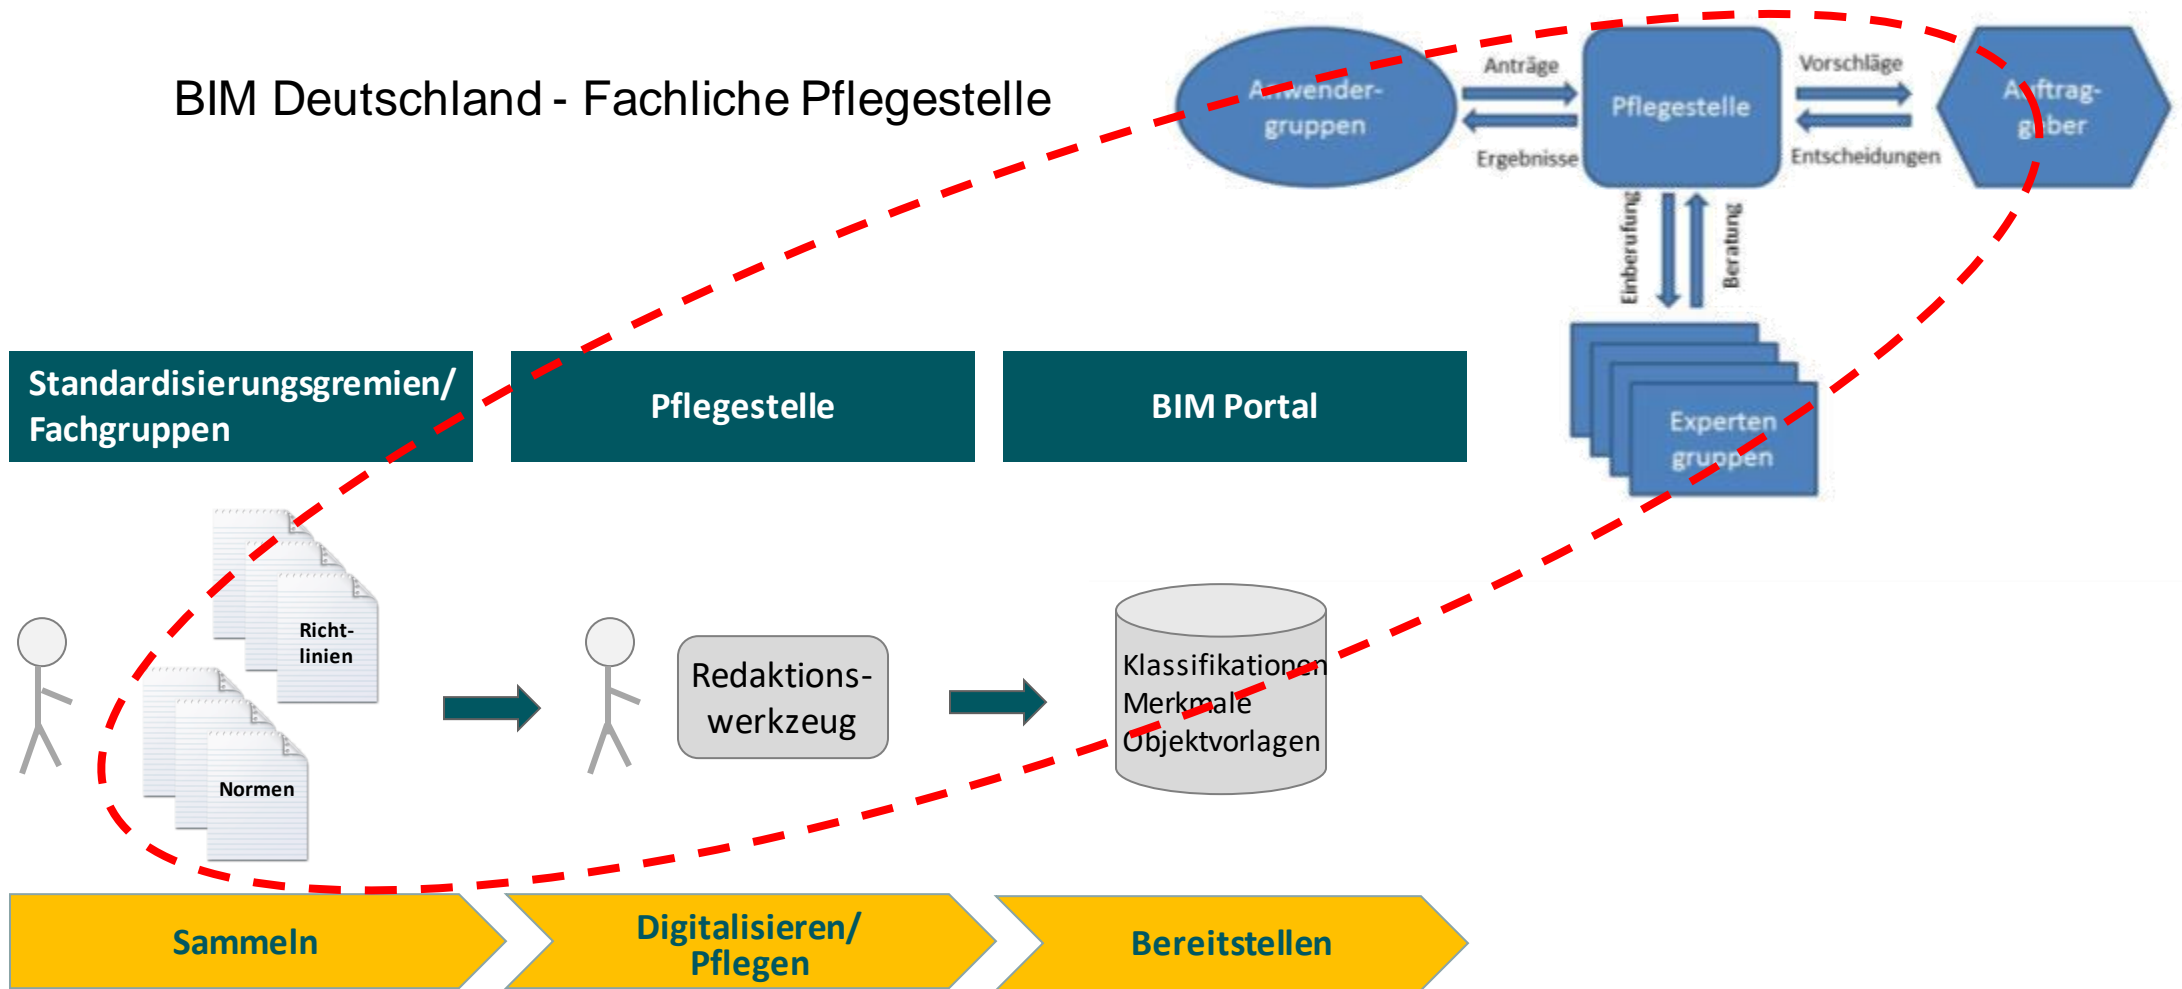 BIM Deutschland - Fachliche Pflegestelle
Anwender-
gruppen
Anträge
Ergebnisse
Pflegestelle
Vorschläge
Entscheidungen
Auftrag-
geber
Einberufung
Beratung
Experten
gruppen
Standardisierungsgremien/
Fachgruppen
Pflegestelle
BIM Portal
Richt-
linien
Normen
Redaktions-
werkzeug
Klassifikationen
Merkmale
Objektvorlagen
Sammeln
Digitalisieren/
Pflegen
Bereitstellen